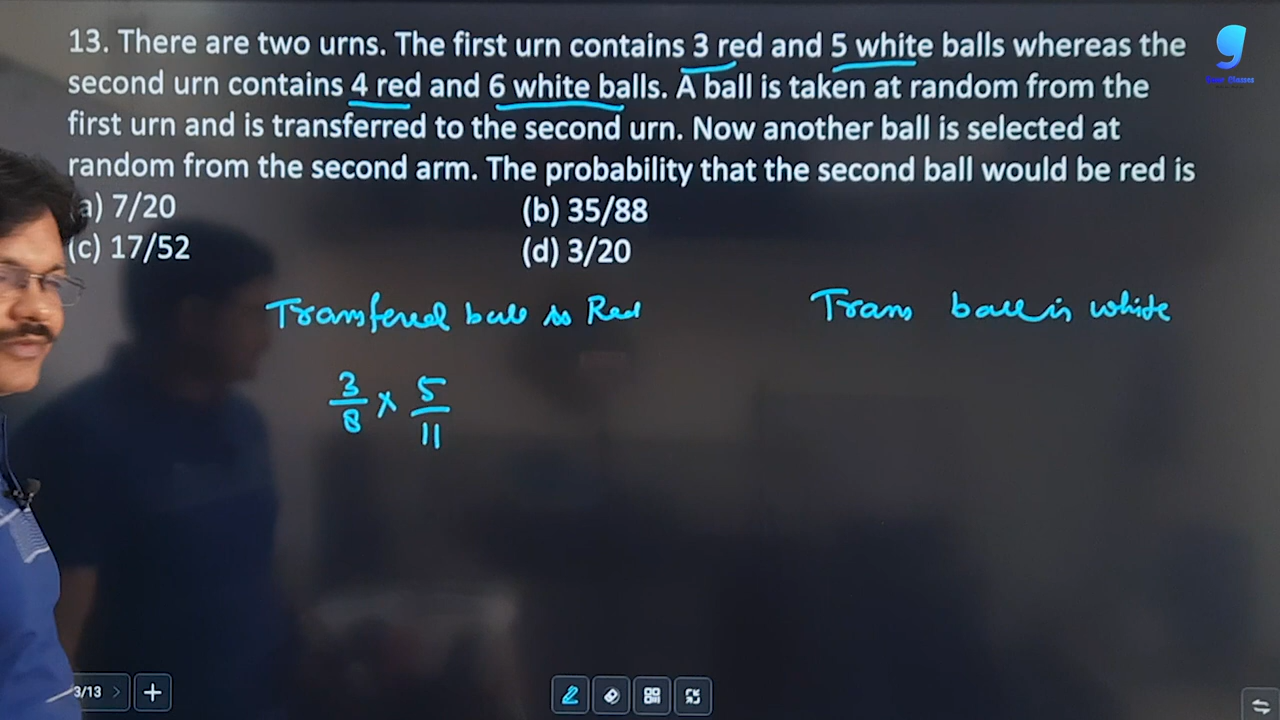 13. There are two urns. The first urn contains 3 red and 5 white balls whereas the
second urn contains 4 red and 6 white balls. A ball is taken at random from the
first urn and is transferred to the second urn. Now another ball is selected at
random from the second arm. The probability that the second ball would be red is
a) 7/20
(b) 35/88
(c) 17/52
(d) 3/20
Transferred ball is Red
Trans ball is white
3/8 × 5/11
3/13